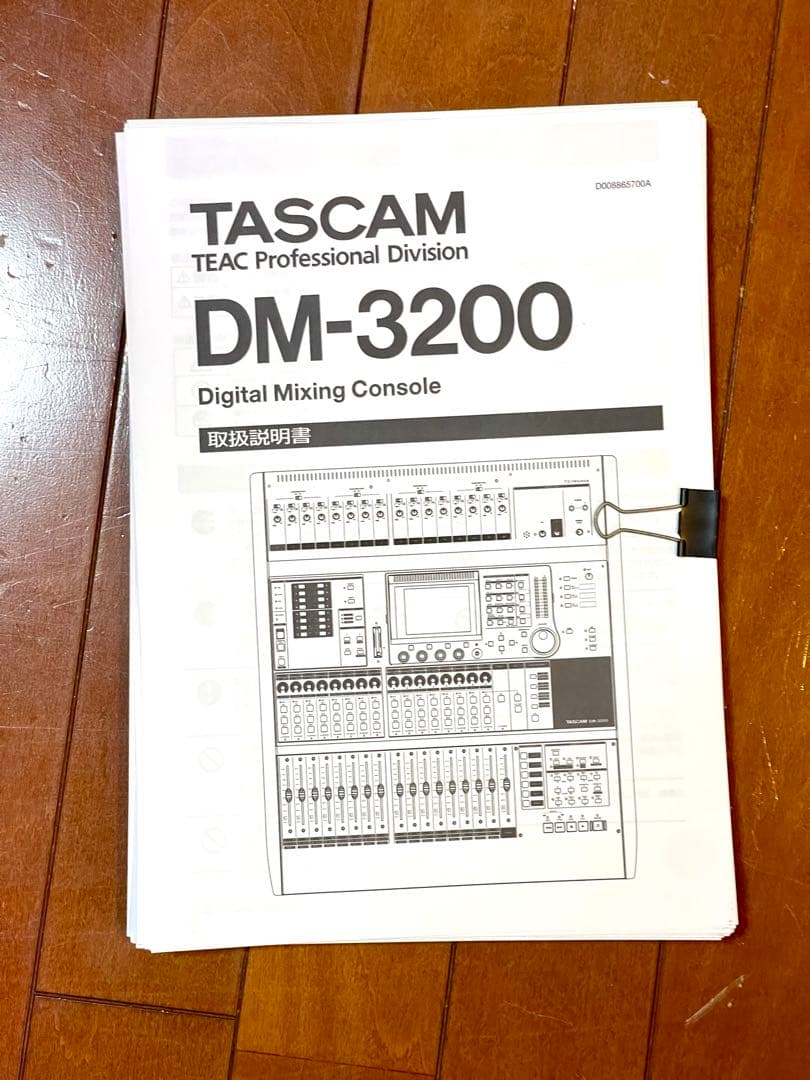 D008865700A
TASCAM
TEAC Professional Division
DM-3200
Digital Mixing Console
取扱説明書
TASCAM DM-3200